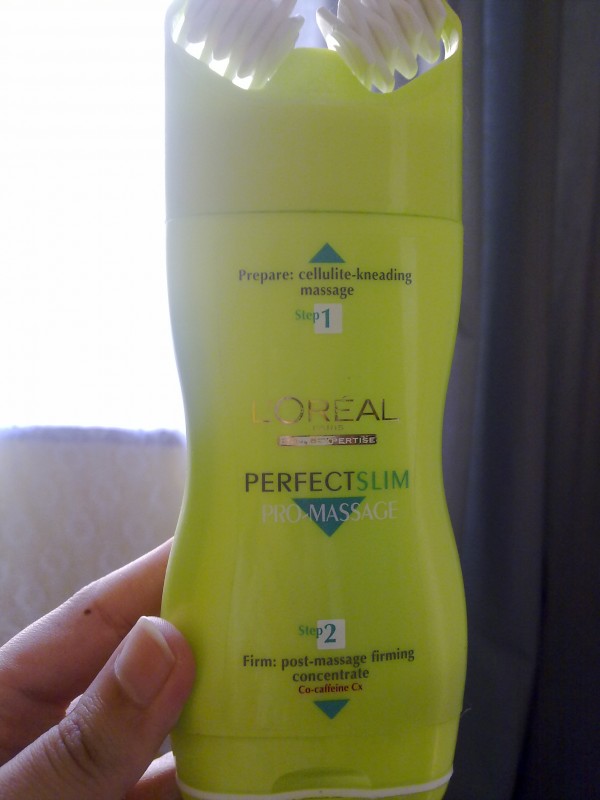 Prepare: cellulite-kneading
massage
Step 1
L'ORÉAL
PARIS
PERFECTSLIM
PRO-MASSAGE
Step 2
Firm: post-massage firming
concentrate
Co-caffeine Cx